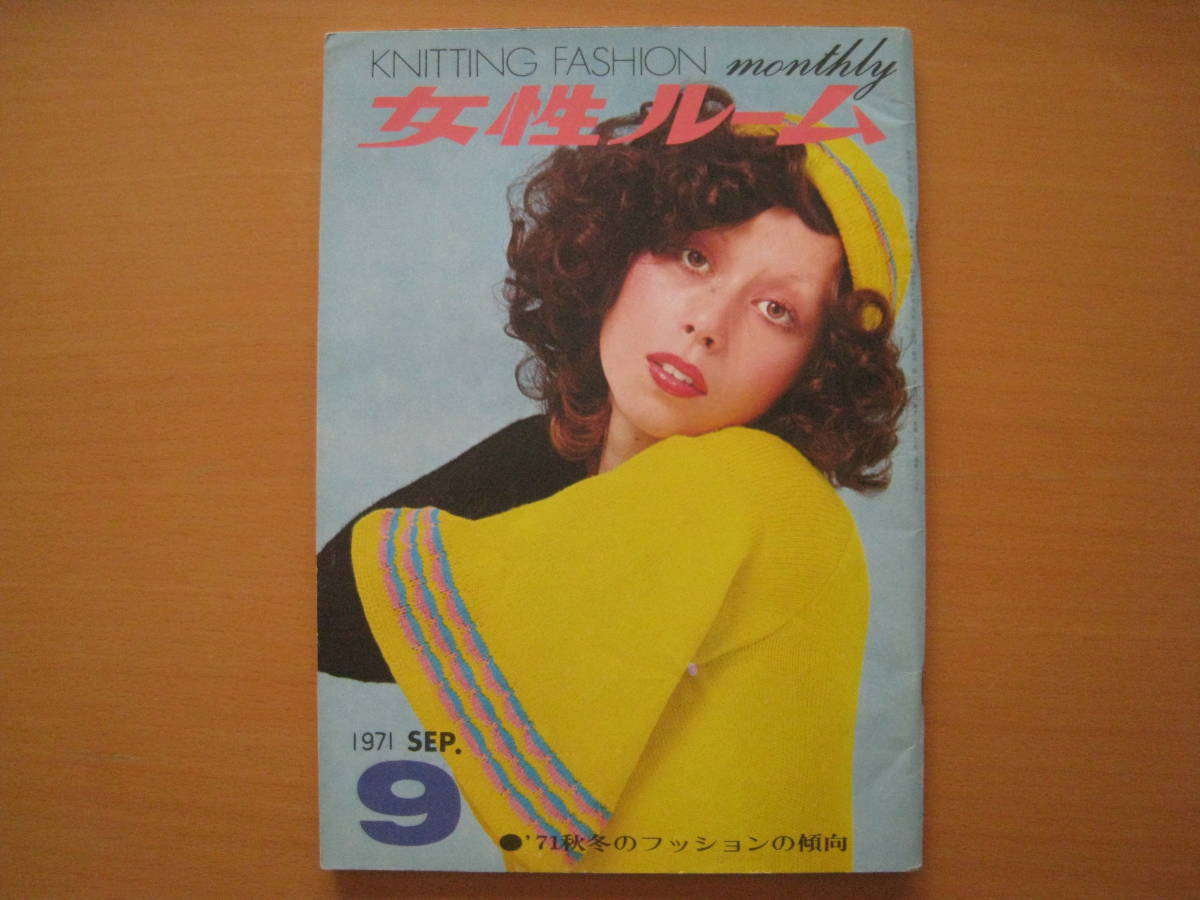 KNITTING FASHION monthly
女性ルーム
1971 SEP.
9
●'71秋冬のフッションの傾向